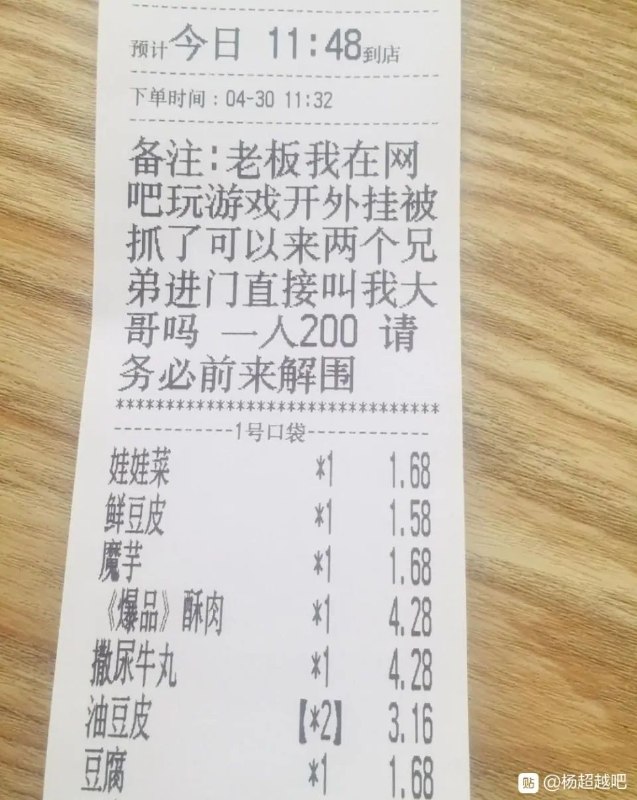 预计今日 11:48到店
下单时间：04-30 11:32
备注:老板我在网
吧玩游戏开外挂被
抓了可以来两个兄
弟进门直接叫我大
哥吗 一人200 请
务必前来解围
********************************
------------1号口袋------------
娃娃菜 *1 1.68
鲜豆皮 *1 1.58
魔芋 *1 1.68
《爆品》酥肉 *1 4.28
撒尿牛丸 *1 4.28
油豆皮 【*2】 3.16
豆腐 *1 1.68
贴 @杨超越吧